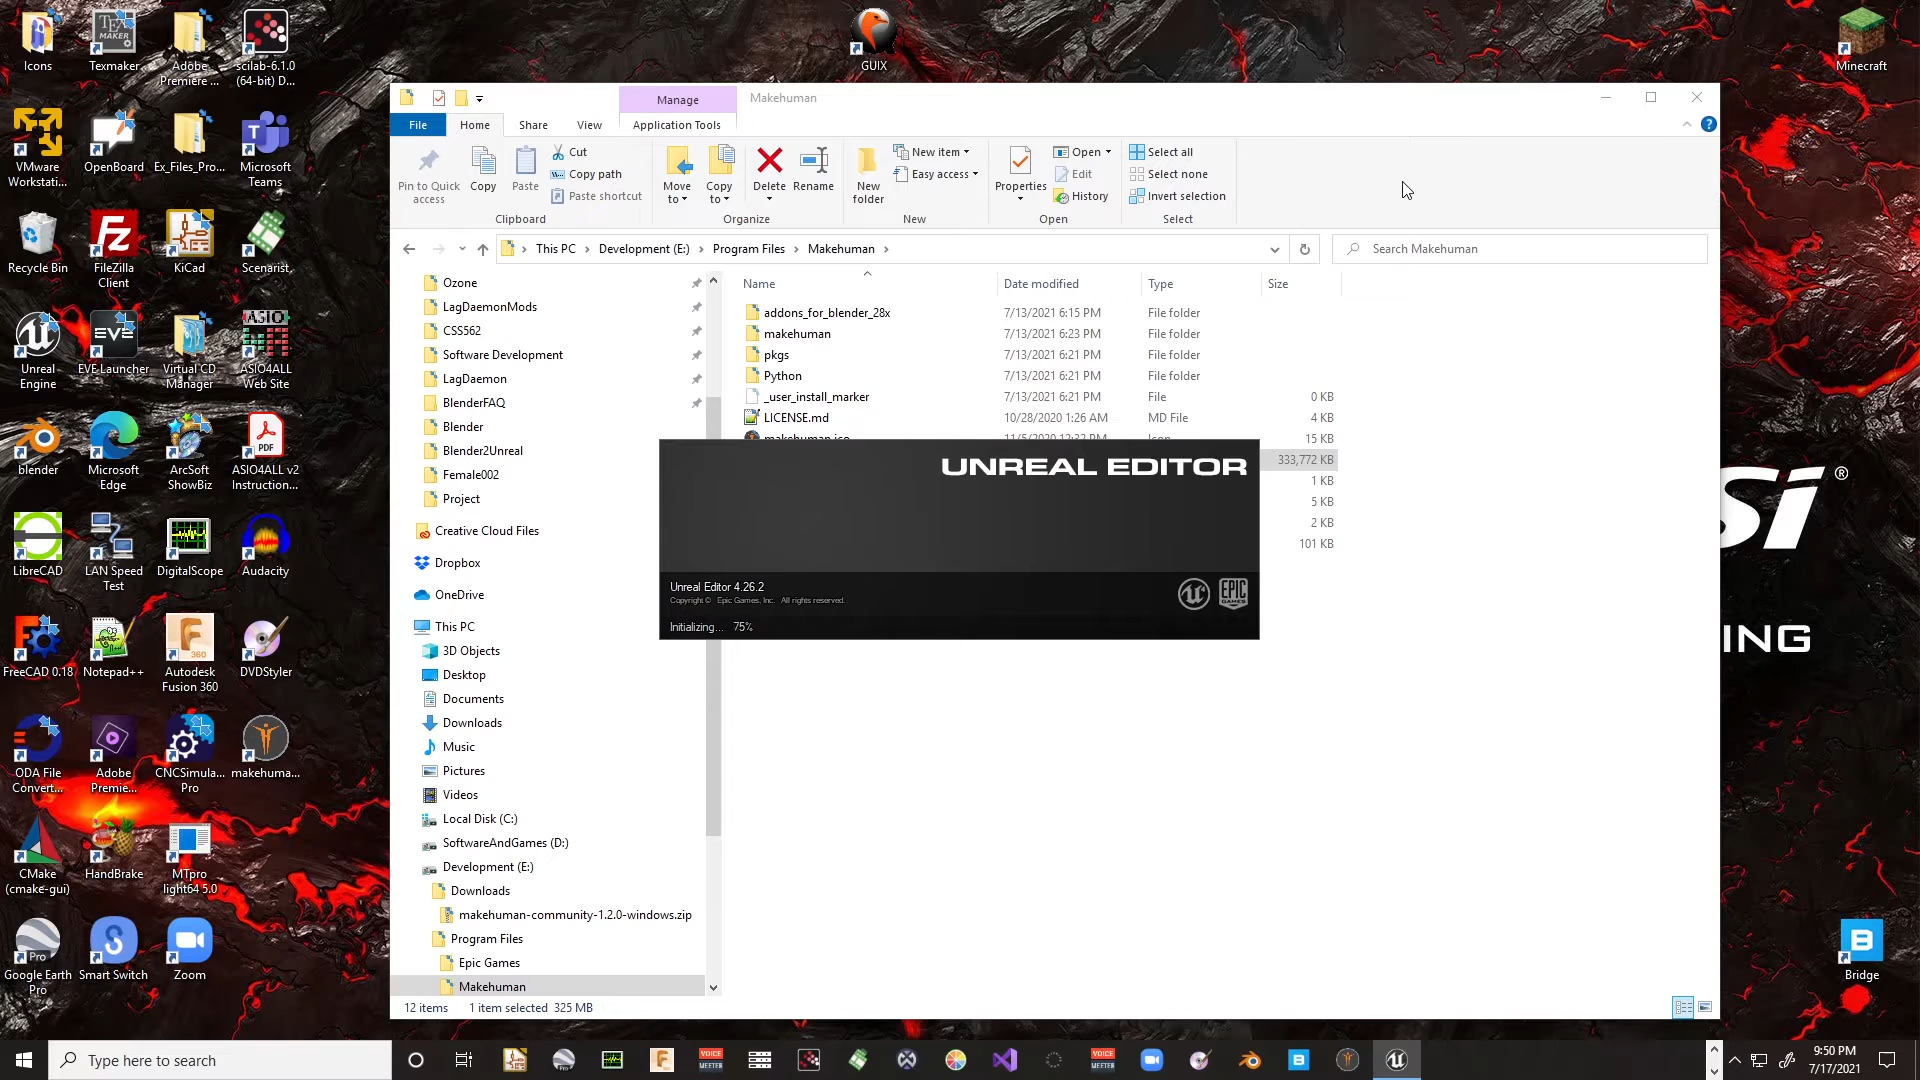 Icons
Texmaker
Adobe
Premiere ...
scilab-6.1.0
(64-bit) D...
GUIX
Minecraft
VMware
Workstati...
OpenBoard
Ex_Files_Pro...
Microsoft
Teams
Recycle Bin
FileZilla
Client
KiCad
Scenarist,
Unreal
Engine
EVE Launcher
Virtual CD
Manager
ASIO4ALL
Web Site
blender
Microsoft
Edge
ArcSoft
ShowBiz
ASIO4ALL v2
Instruction...
LibreCAD
LAN Speed
Test
DigitalScope
Audacity
FreeCAD 0.18
Notepad++
Autodesk
Fusion 360
DVDStyler
ODA File
Convert...
Adobe
Premie...
CNCSimula...
Pro
makehuma...
CMake
(cmake-gui)
HandBrake
MTpro
light64 5.0
Google Earth
Pro
Smart Switch
Zoom
Bridge
Manage
Makehuman
File
Home
Share
View
Application Tools
Pin to Quick
access
Copy
Paste
Cut
Copy path
Paste shortcut
Clipboard
Move
to
Copy
to
Delete
Rename
Organize
New
folder
New item
Easy access
New
Properties
Open
Edit
History
Open
Select all
Select none
Invert selection
Select
This PC > Development (E:) > Program Files > Makehuman >
Search Makehuman
Ozone
LagDaemonMods
CSS562
Software Development
LagDaemon
BlenderFAQ
Blender
Blender2Unreal
Female002
Project
Creative Cloud Files
Dropbox
OneDrive
This PC
3D Objects
Desktop
Documents
Downloads
Music
Pictures
Videos
Local Disk (C:)
SoftwareAndGames (D:)
Development (E:)
Downloads
makehuman-community-1.2.0-windows.zip
Program Files
Epic Games
Makehuman
Name Date modified Type Size
addons_for_blender_28x 7/13/2021 6:15 PM File folder
makehuman 7/13/2021 6:23 PM File folder
pkgs 7/13/2021 6:21 PM File folder
Python 7/13/2021 6:21 PM File folder
_user_install_marker 7/13/2021 6:21 PM File 0 KB
LICENSE.md 10/28/2020 1:26 AM MD File 4 KB
makehuman.ico 11/5/2020 12:32 PM Icon 15 KB
333,772 KB
1 KB
5 KB
2 KB
101 KB
UNREAL EDITOR
Unreal Editor 4.26.2
Copyright © Epic Games, Inc. All rights reserved.
Initializing... 75%
EPIC
GAMES
®
ING
12 items 1 item selected 325 MB
Type here to search
9:50 PM
7/17/2021